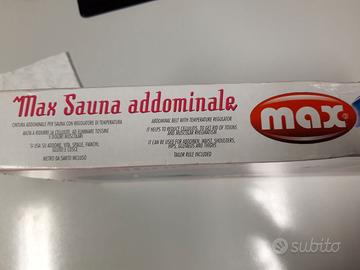 Max Sauna addominale
max
CINTURA ADDOMINALE PER SAUNA CON REGOLATORE DI TEMPERATURA
AIUTA A RIDURRE LA CELLULITE, AD ELIMINARE TOSSINE
E DOLORI MUSCOLARI
SI USA SU ADDOME, VITA, SPALLE, FIANCHI,
GLUTEI E COSCE
METRO DA SARTO INCLUSO
ABDOMINAL BELT WITH TEMPERATURE REGULATOR
IT HELPS TO REDUCE CELLULITIS, TO GET RID OF TOXINS
AND MUSCULAR RHEUMATISM
IT CAN BE USED FOR ABDOMEN, WAIST, SHOULDERS,
HIPS, GLUTEUS AND THIGHS
TAILOR RULE INCLUDED
subito